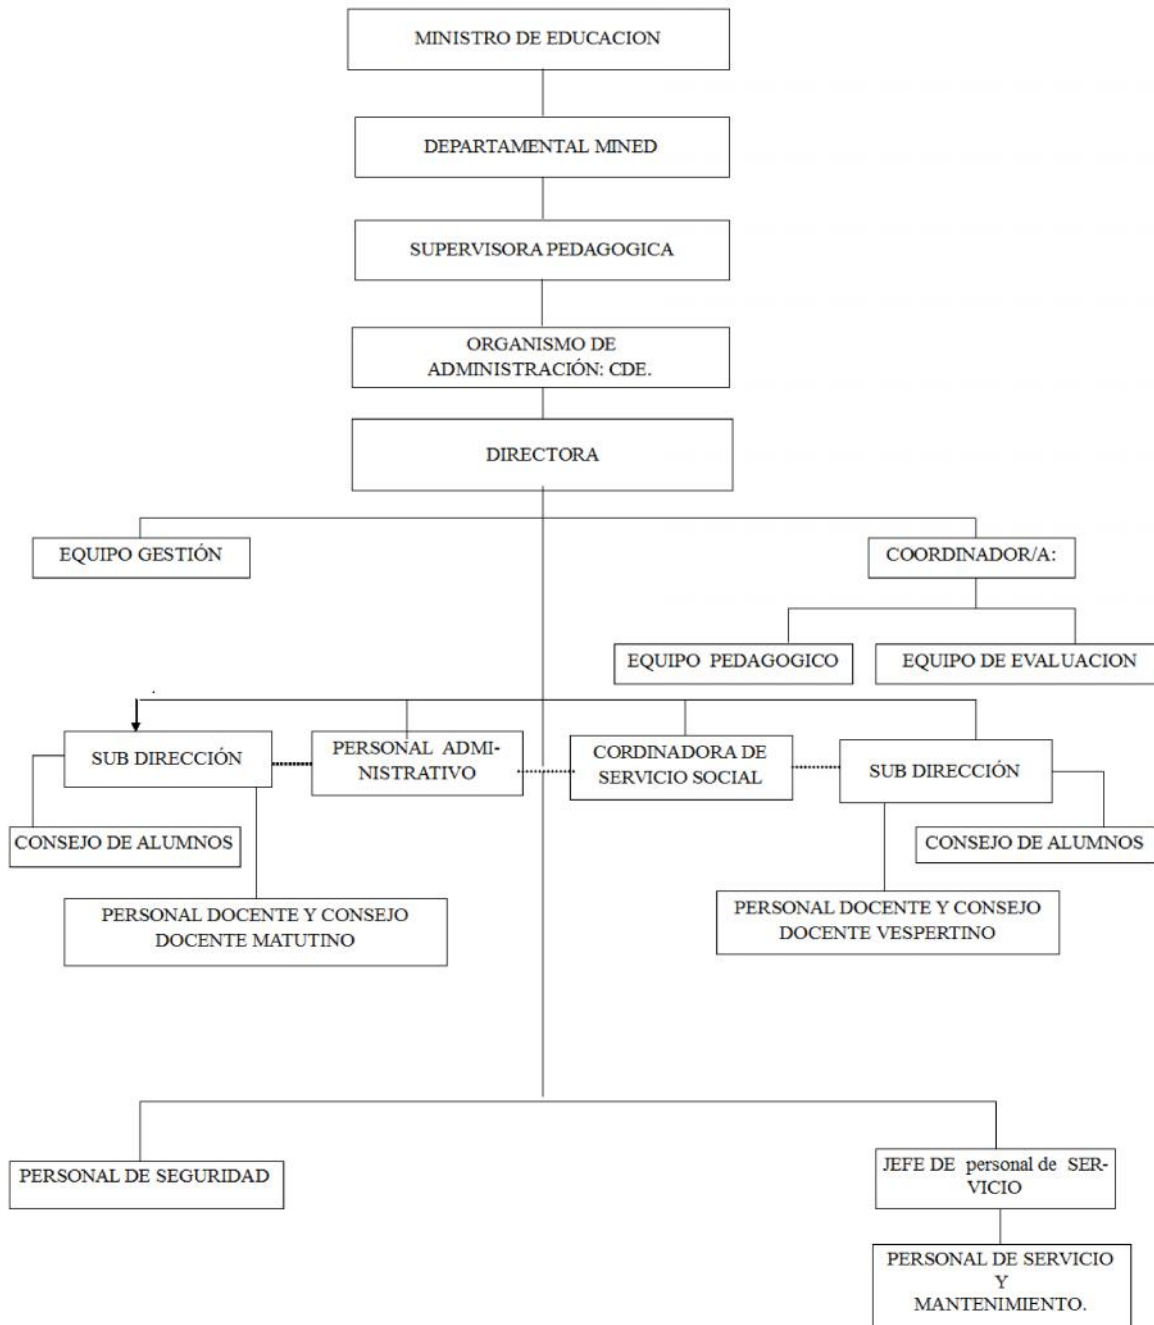 MINISTRO DE EDUCACION
DEPARTAMENTAL MINED
SUPERVISORA PEDAGOGICA
ORGANISMO DE
ADMINISTRACIÓN: CDE.
DIRECTORA
EQUIPO GESTIÓN
COORDINADOR/A:
EQUIPO PEDAGOGICO
EQUIPO DE EVALUACION
SUB DIRECCIÓN
PERSONAL ADMI-
NISTRATIVO
CORDINADORA DE
SERVICIO SOCIAL
SUB DIRECCIÓN
CONSEJO DE ALUMNOS
CONSEJO DE ALUMNOS
PERSONAL DOCENTE Y CONSEJO
DOCENTE MATUTINO
PERSONAL DOCENTE Y CONSEJO
DOCENTE VESPERTINO
PERSONAL DE SEGURIDAD
JEFE DE personal de SER-
VICIO
PERSONAL DE SERVICIO
Y
MANTENIMIENTO.